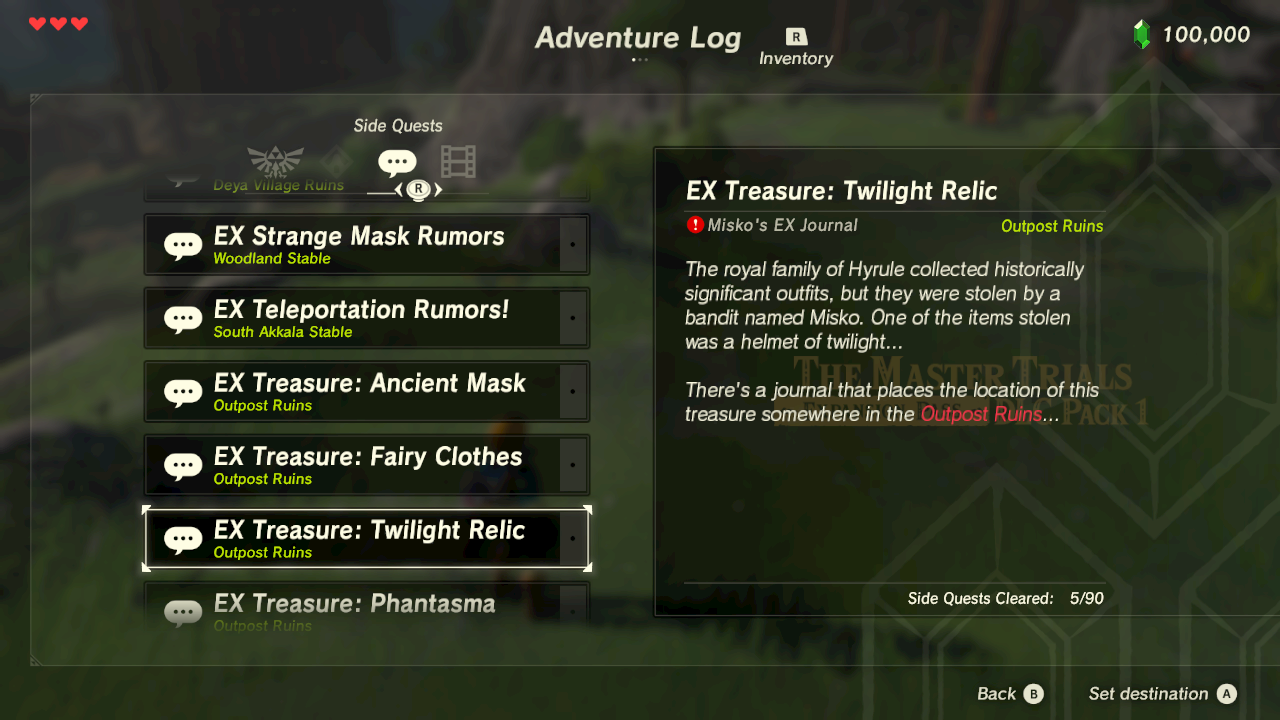 Adventure Log
R
Inventory
100,000
Side Quests
R
Deya Village Ruins
EX Strange Mask Rumors
Woodland Stable
EX Teleportation Rumors!
South Akkala Stable
EX Treasure: Ancient Mask
Outpost Ruins
EX Treasure: Fairy Clothes
Outpost Ruins
EX Treasure: Twilight Relic
Outpost Ruins
EX Treasure: Phantasma
Outpost Ruins
EX Treasure: Twilight Relic
Misko's EX Journal
Outpost Ruins
The royal family of Hyrule collected historically
significant outfits, but they were stolen by a
bandit named Misko. One of the items stolen
was a helmet of twilight...
The Master Trials
There's a journal that places the location of this
treasure somewhere in the Outpost Ruins...
Pack 1
Side Quests Cleared: 5/90
Back B
Set destination A